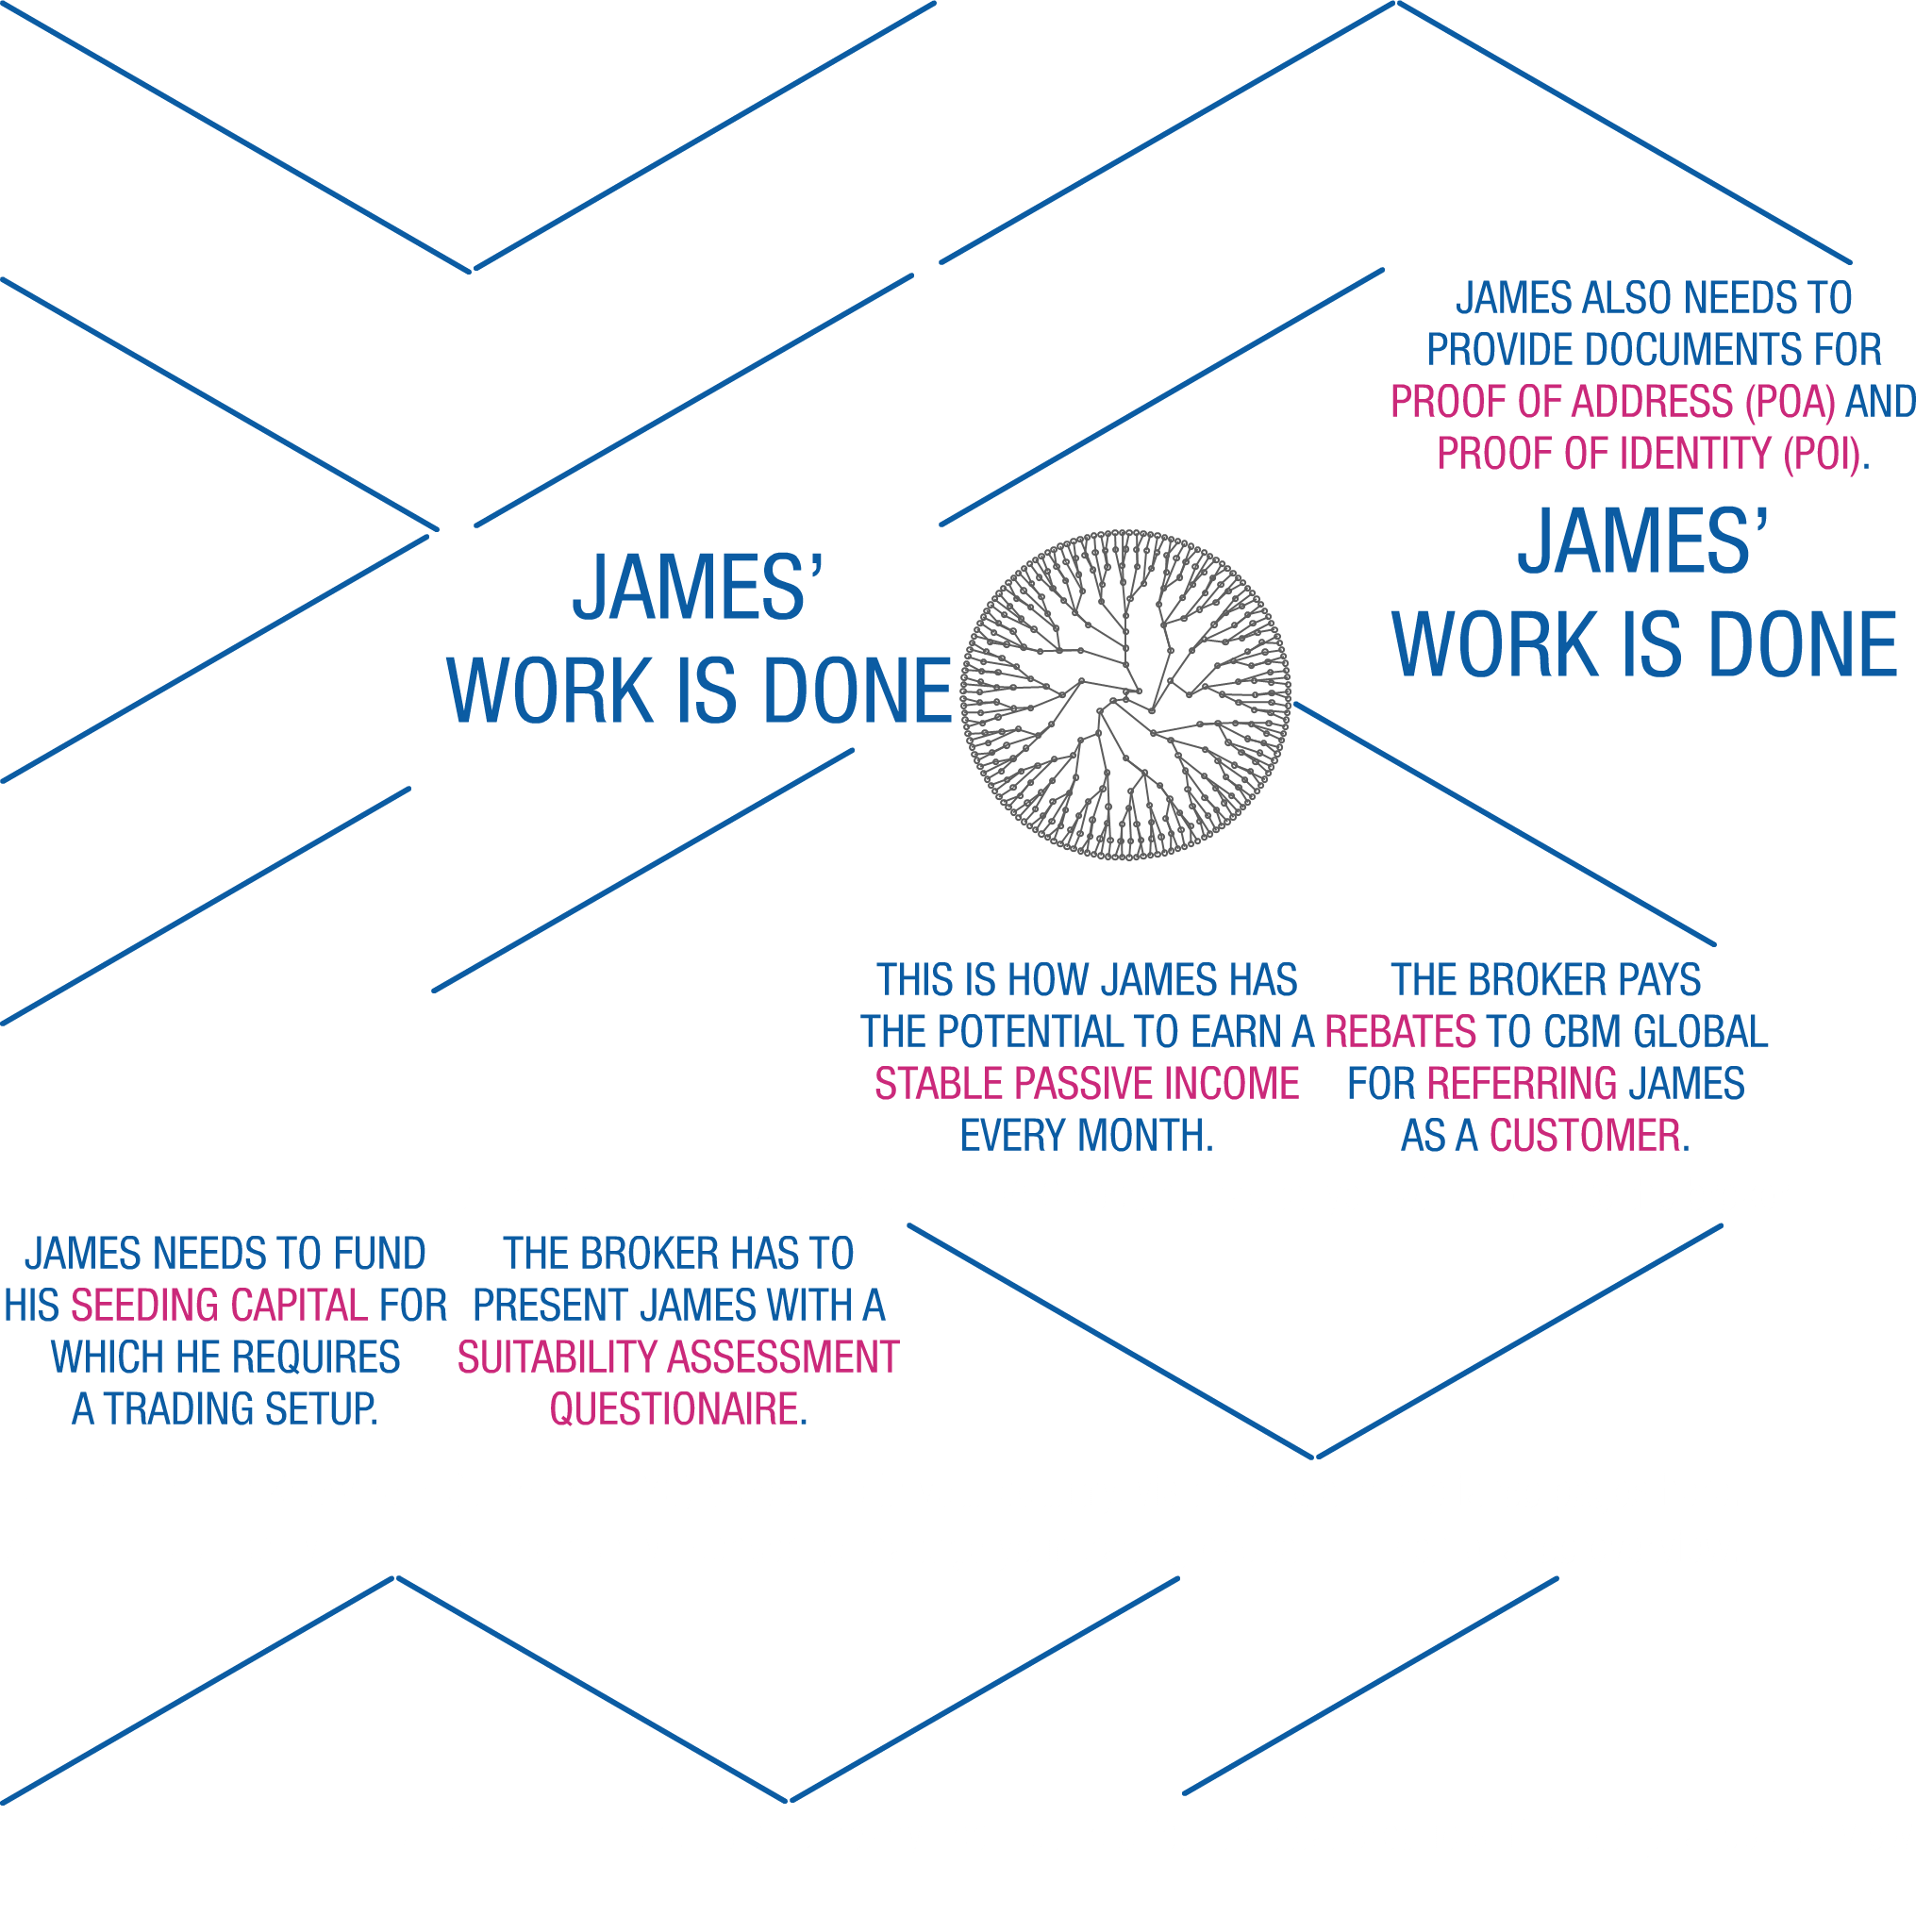 JAMES ALSO NEEDS TO
PROVIDE DOCUMENTS FOR
PROOF OF ADDRESS (POA) AND
PROOF OF IDENTITY (POI).
JAMES’
WORK IS DONE
JAMES’
WORK IS DONE
THIS IS HOW JAMES HAS
THE POTENTIAL TO EARN A
STABLE PASSIVE INCOME
EVERY MONTH.
THE BROKER PAYS
REBATES TO CBM GLOBAL
FOR REFERRING JAMES
AS A CUSTOMER.
JAMES NEEDS TO FUND
HIS SEEDING CAPITAL FOR
WHICH HE REQUIRES
A TRADING SETUP.
THE BROKER HAS TO
PRESENT JAMES WITH A
SUITABILITY ASSESSMENT
QUESTIONAIRE.